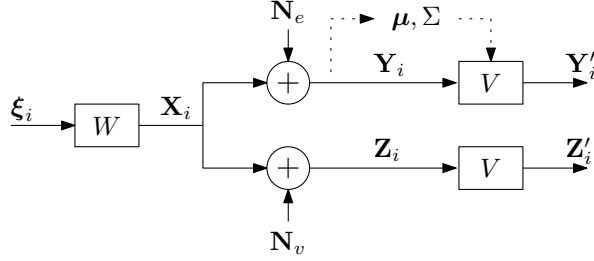 N_e
μ, Σ
+
Y_i
V
Y'_i
ξ_i
W
X_i
+
Z_i
V
Z'_i
N_v